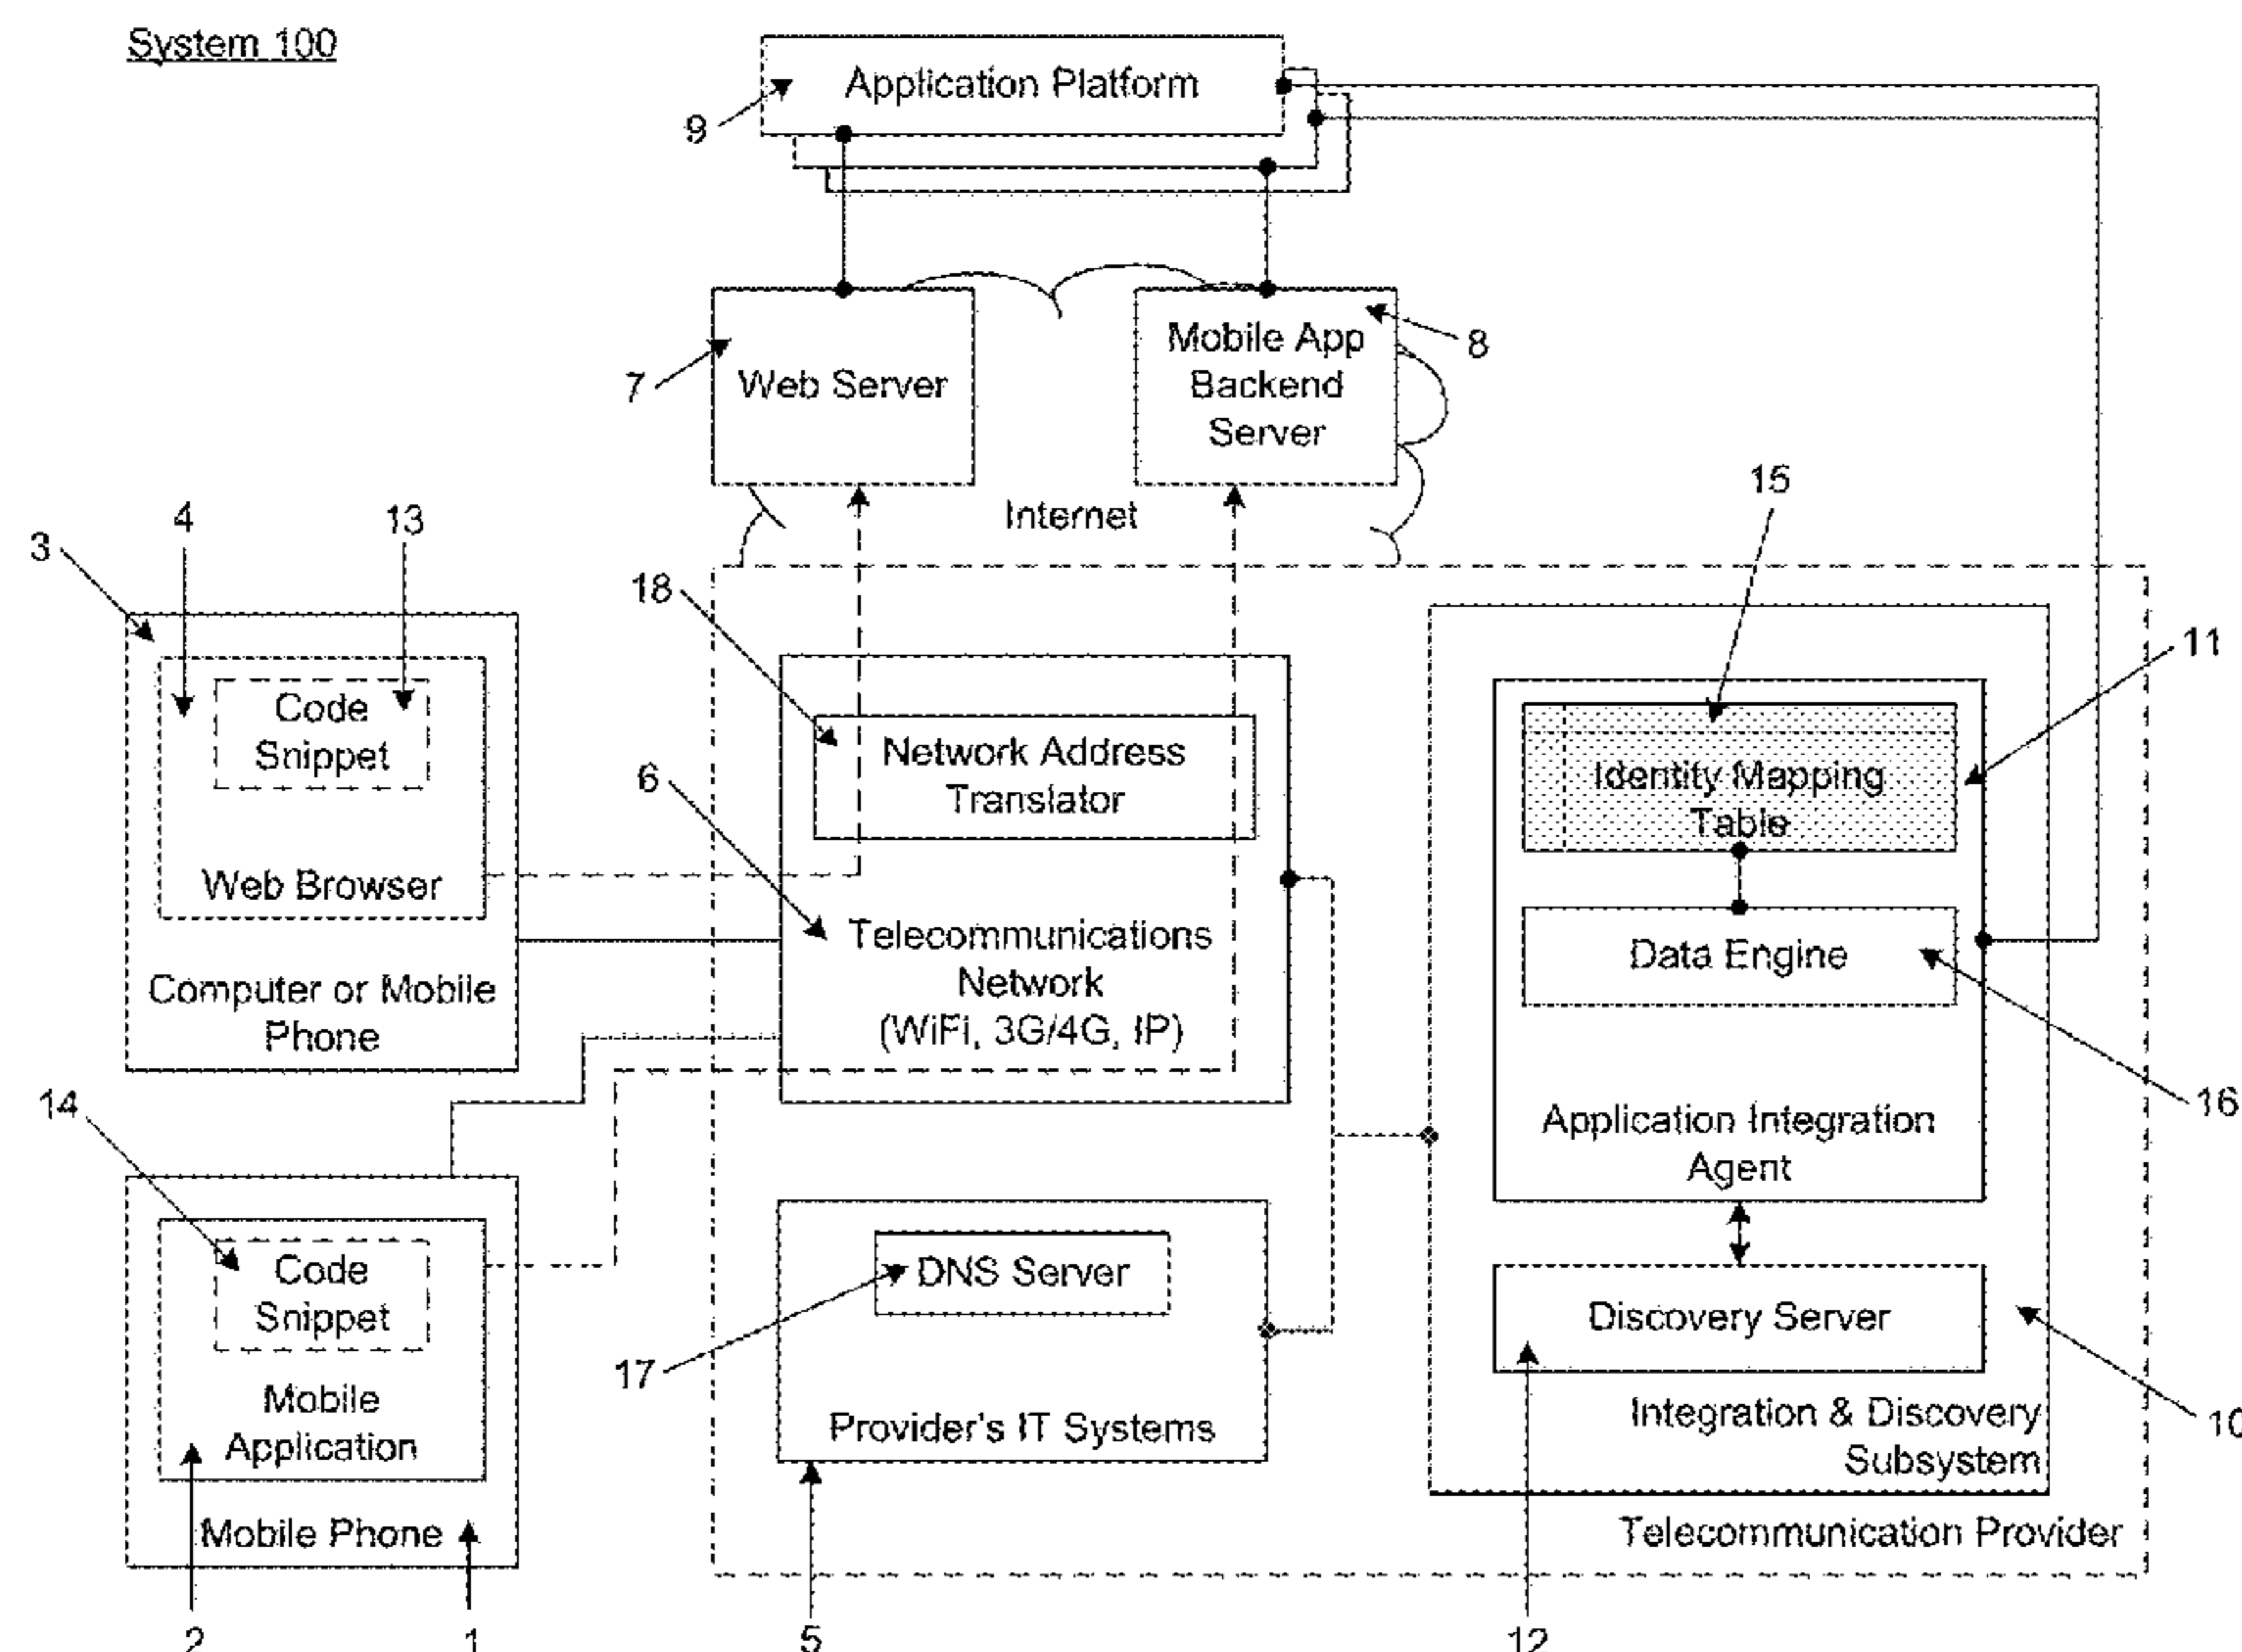 System 100
Application Platform
9
Web Server
7
Mobile App
Backend
Server
8
Internet
15
4
13
3
18
11
Code
Snippet
Web Browser
Computer or Mobile
Phone
Network Address
Translator
6
Telecommunications
Network
(WiFi, 3G/4G, IP)
Identity Mapping
Table
Data Engine
16
Application Integration
Agent
14
Code
Snippet
Mobile
Application
Mobile Phone
DNS Server
17
Provider's IT Systems
Discovery Server
Integration & Discovery
Subsystem
10
Telecommunication Provider
2
1
5
12